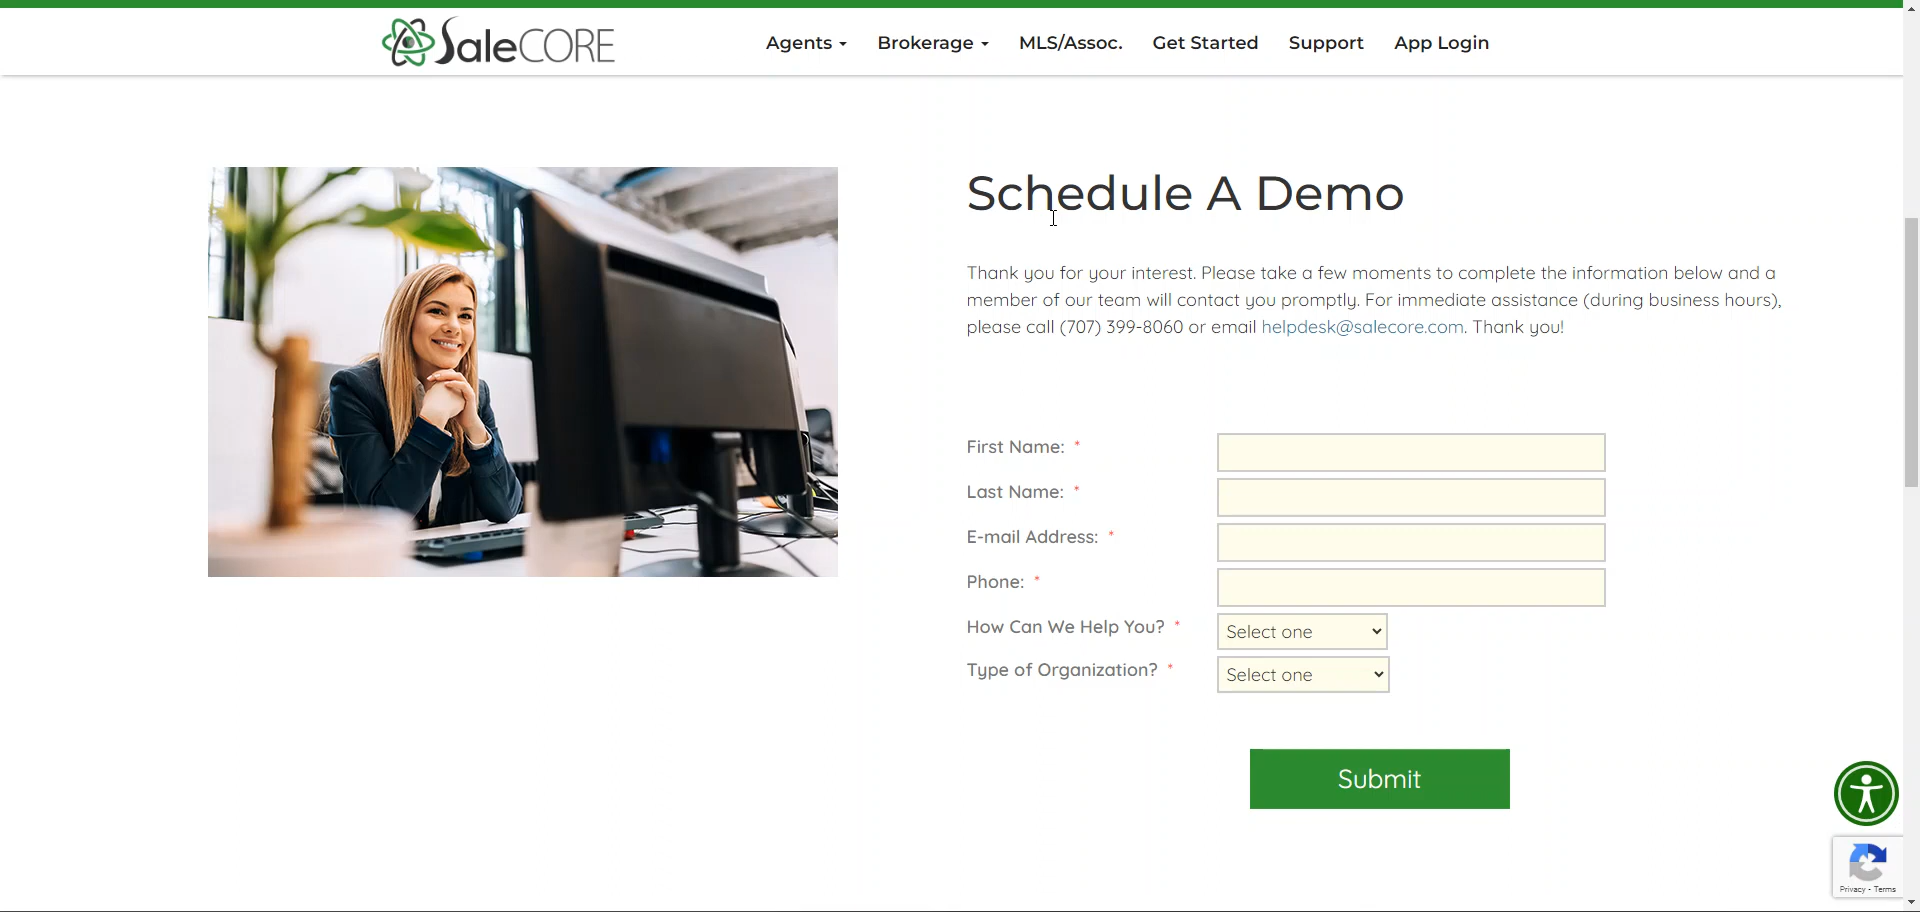 SaleCORE
Agents Brokerage MLS/Assoc. Get Started Support App Login
Schedule A Demo
Thank you for your interest. Please take a few moments to complete the information below and a
member of our team will contact you promptly. For immediate assistance (during business hours),
please call (707) 399-8060 or email helpdesk@salecore.com. Thank you!
First Name: *
Last Name: *
E-mail Address: *
Phone: *
How Can We Help You? * Select one
Type of Organization? * Select one
Submit
Privacy - Terms